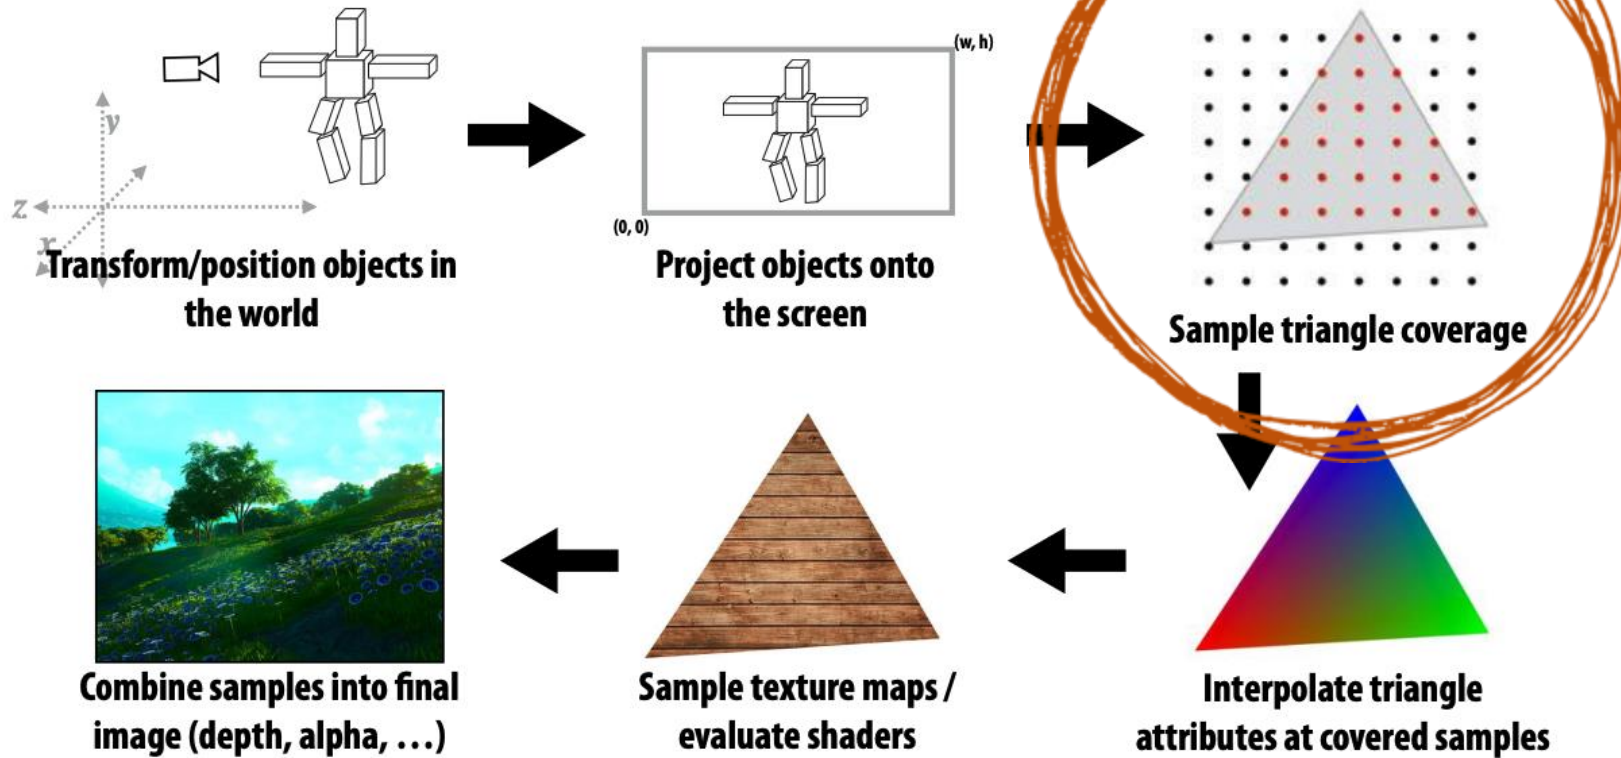 y
z
x
Transform/position objects in
the world
(w, h)
(0, 0)
Project objects onto
the screen
Sample triangle coverage
Combine samples into final
image (depth, alpha, …)
Sample texture maps /
evaluate shaders
Interpolate triangle
attributes at covered samples